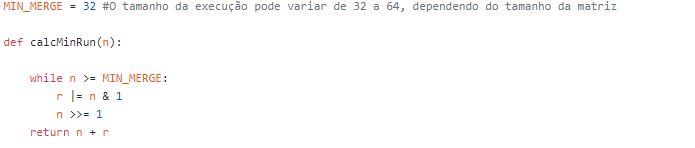 MIN_MERGE = 32 #O tamanho da execução pode variar de 32 a 64, dependendo do tamanho da matriz
def calcMinRun(n):
while n >= MIN_MERGE:
r |= n & 1
n >>= 1
return n + r